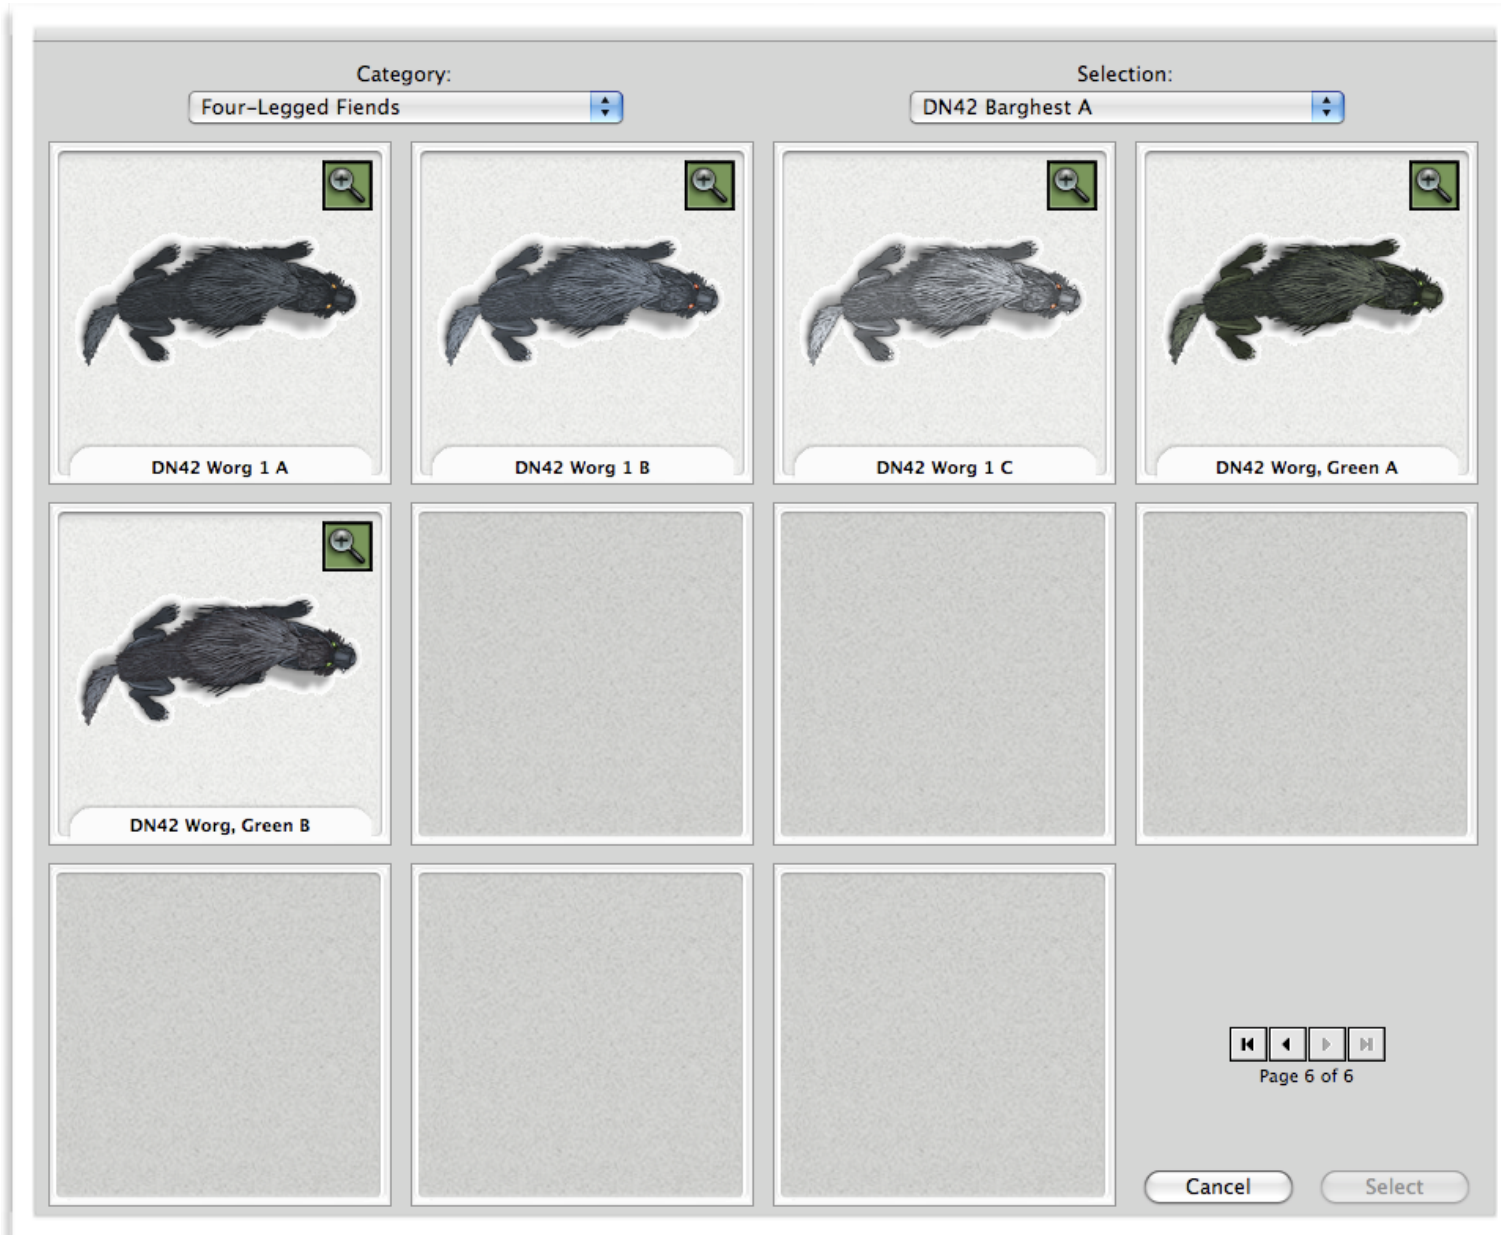 Category:
Selection:
Four-Legged Fiends
DN42 Barghest A
DN42 Worg 1 A
DN42 Worg 1 B
DN42 Worg 1 C
DN42 Worg, Green A
DN42 Worg, Green B
Page 6 of 6
Cancel
Select